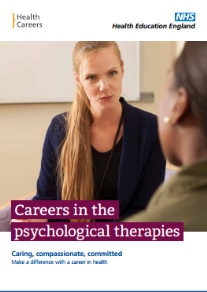 Health
Careers
NHS
Health Education England
Careers in the
psychological therapies
Caring, compassionate, committed
Make a difference with a career in health